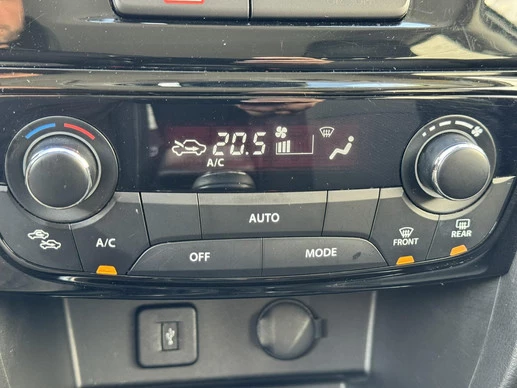 20.5
A/C
AUTO
A/C
OFF
MODE
FRONT
REAR